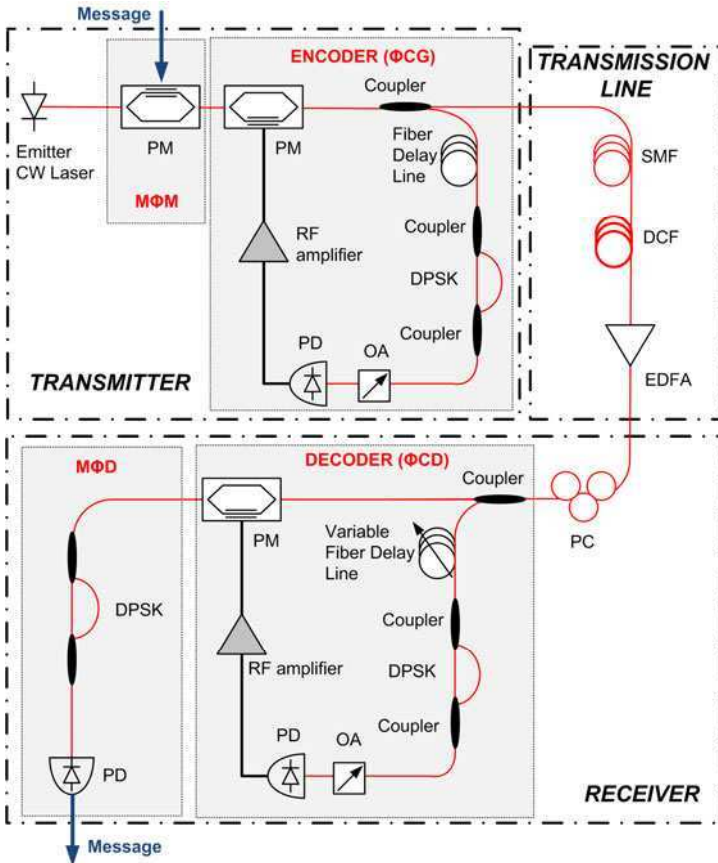 Message
ENCODER (ΦCG)
TRANSMISSION
LINE
Coupler
Emitter
CW Laser
PM
PM
Fiber
Delay
Line
SMF
MΦM
RF
amplifier
Coupler
DCF
DPSK
PD
OA
Coupler
TRANSMITTER
EDFA
MΦD
DECODER (ΦCD)
Coupler
PM
Variable
Fiber Delay
Line
PC
DPSK
Coupler
RF amplifier
DPSK
PD
OA
Coupler
PD
RECEIVER
Message